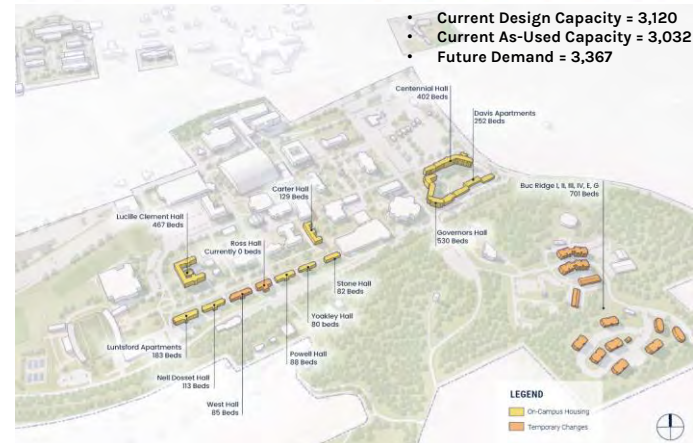 • Current Design Capacity = 3,120
• Current As-Used Capacity = 3,032
• Future Demand = 3,367
Centennial Hall
402 Beds
Davis Apartments
252 Beds
Buc Ridge I, II, III, IV, E, G
701 Beds
Carter Hall
129 Beds
Lucille Clement Hall
467 Beds
Ross Hall
Currently 0 beds
Governors Hall
530 Beds
Stone Hall
82 Beds
Yoakley Hall
80 beds
Powell Hall
88 Beds
Luntsford Apartments
183 Beds
Nell Dosset Hall
113 Beds
West Hall
85 Beds
LEGEND
On-Campus Housing
Temporary Changes